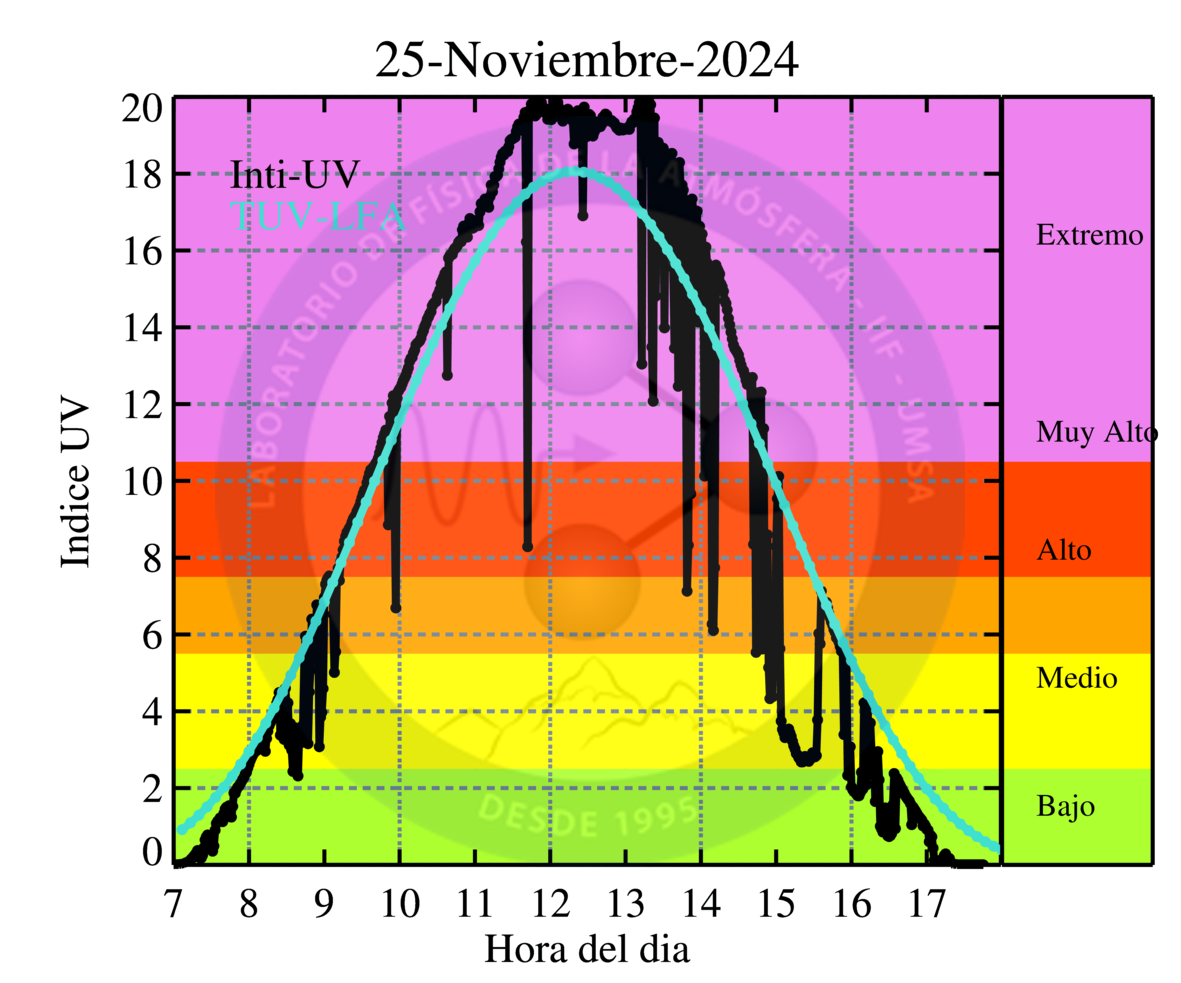 25-Noviembre-2024
Indice UV
20
18
16
14
12
10
8
6
4
2
0
Inti-UV
TUV-LFA
LABORATORIO DE FÍSICA DE LA ATMÓSFERA - IIF - UMSA
DESDE 1995
Extremo
Muy Alto
Alto
Medio
Bajo
7 8 9 10 11 12 13 14 15 16 17
Hora del dia